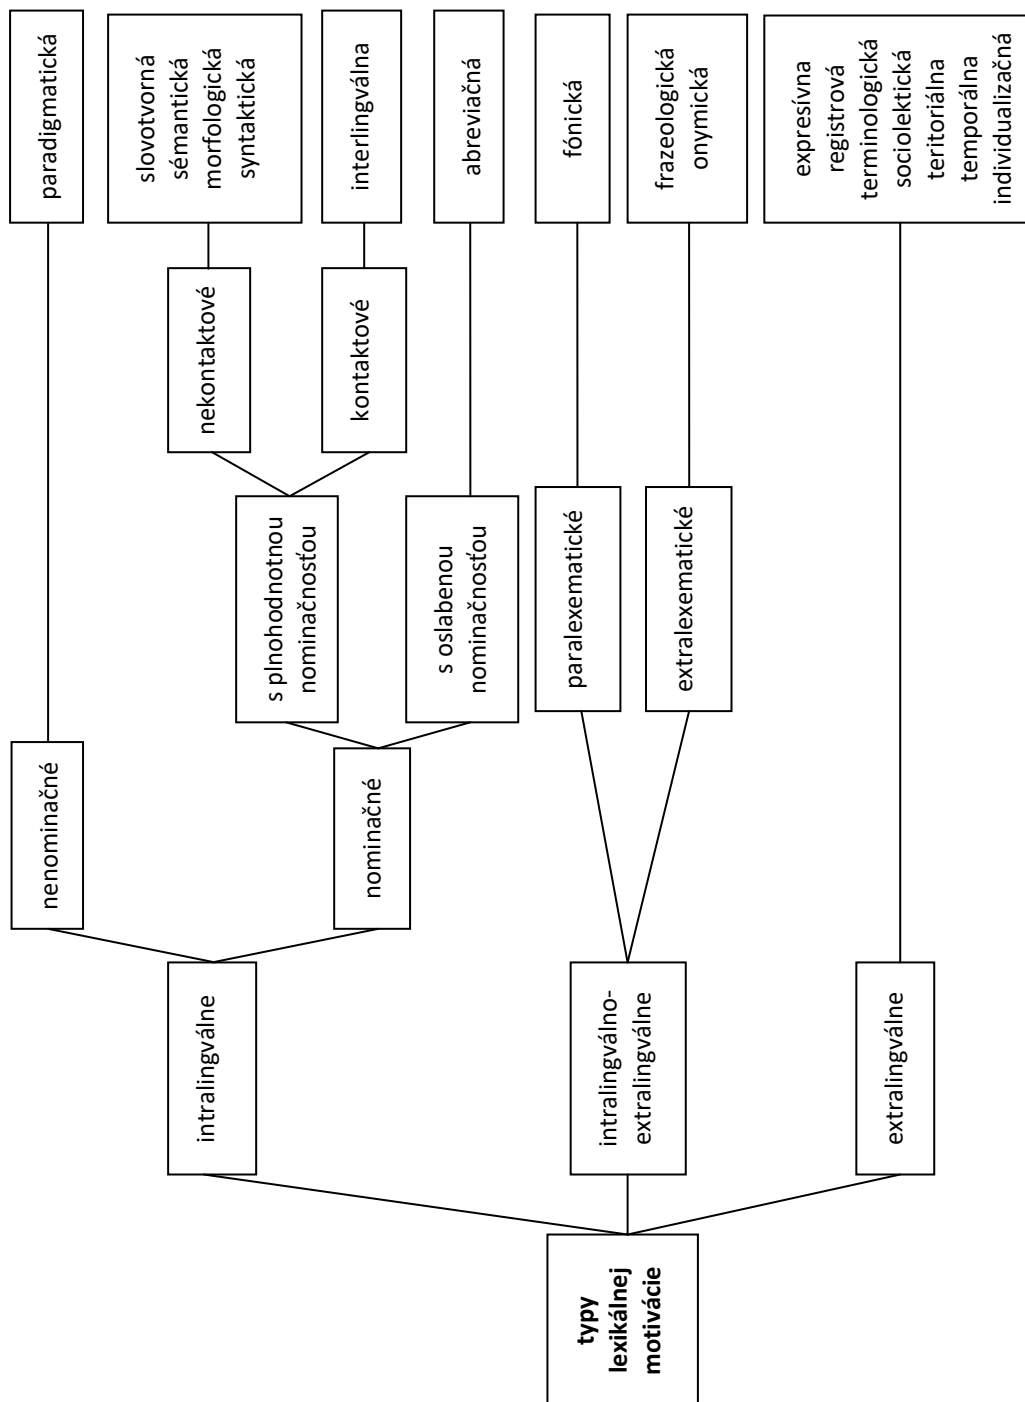 typy
lexikálnej
motivácie
intralingválne
intralingválno-
extralingválne
extralingválne
nenominačné
nominačné
s plnohodnotnou
nominačnosťou
s oslabenou
nominačnosťou
paralexematické
extralexematické
nekontaktové
kontaktové
paradigmatická
slovotvorná
sémantická
morfologická
syntaktická
interlingválna
abreviačná
fónická
frazeologická
onymická
expresívna
registrová
terminologická
sociolektická
teritoriálna
temporálna
individualizačná